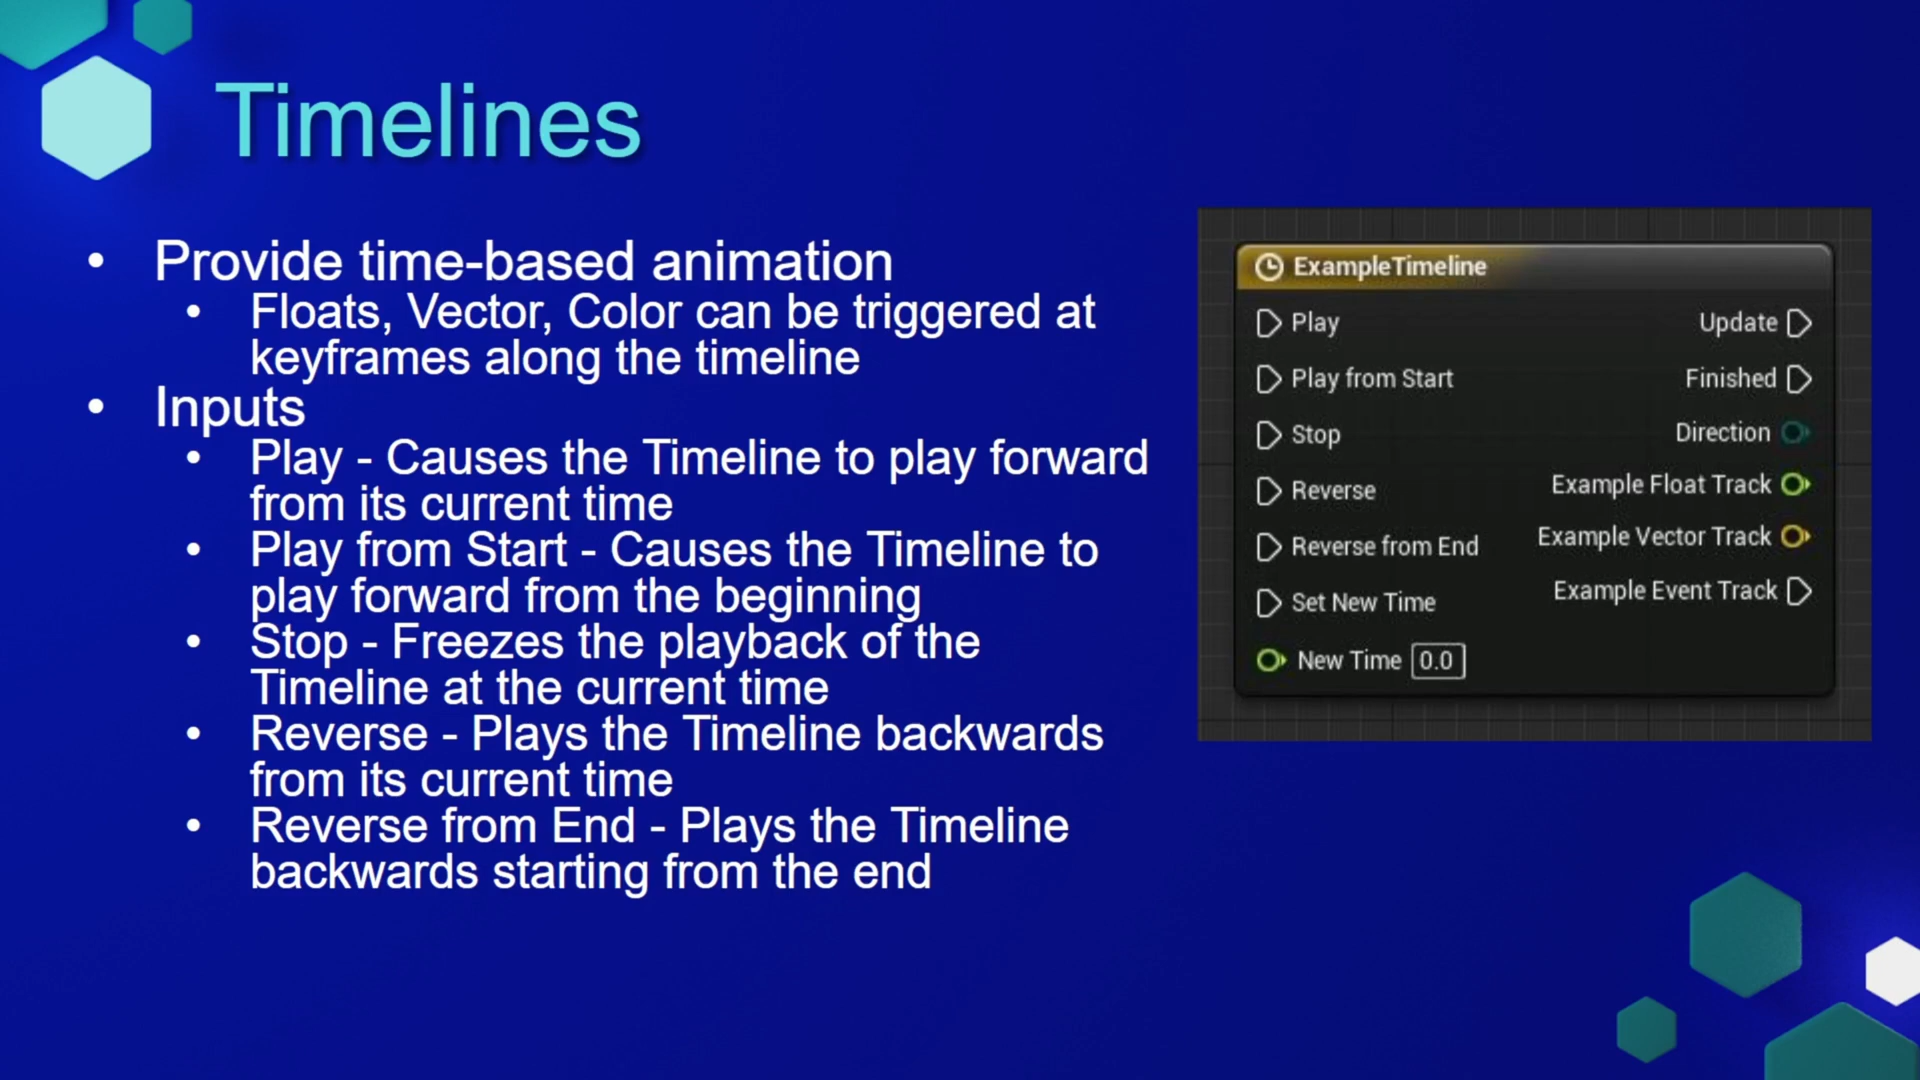 Timelines
• Provide time-based animation
• Floats, Vector, Color can be triggered at
keyframes along the timeline
• Inputs
• Play - Causes the Timeline to play forward
from its current time
• Play from Start - Causes the Timeline to
play forward from the beginning
• Stop - Freezes the playback of the
Timeline at the current time
• Reverse - Plays the Timeline backwards
from its current time
• Reverse from End - Plays the Timeline
backwards starting from the end
ExampleTimeline
Play Update
Play from Start Finished
Stop Direction
Reverse Example Float Track
Reverse from End Example Vector Track
Set New Time Example Event Track
New Time 0.0